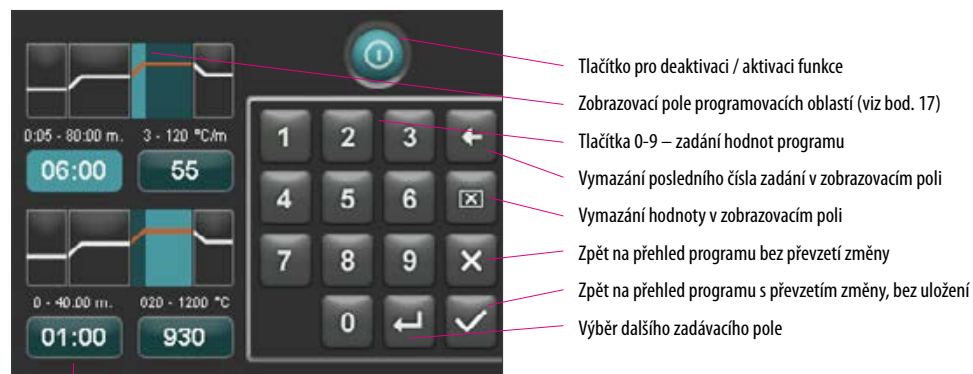 Tlačítko pro deaktivaci / aktivaci funkce
Zobrazovací pole programovacích oblastí (viz bod. 17)
0:05 - 80:00 m. 3 - 120 °C/m
1 2 3
Tlačítka 0-9 – zadání hodnot programu
06:00 55
Vymazání posledního čísla zadání v zobrazovacím poli
4 5 6
Vymazání hodnoty v zobrazovacím poli
7 8 9
Zpět na přehled programu bez převzetí změny
0 - 40.00 m. 020 - 1200 °C
Zpět na přehled programu s převzetím změny, bez uložení
01:00 930
0
Výběr dalšího zadávacího pole